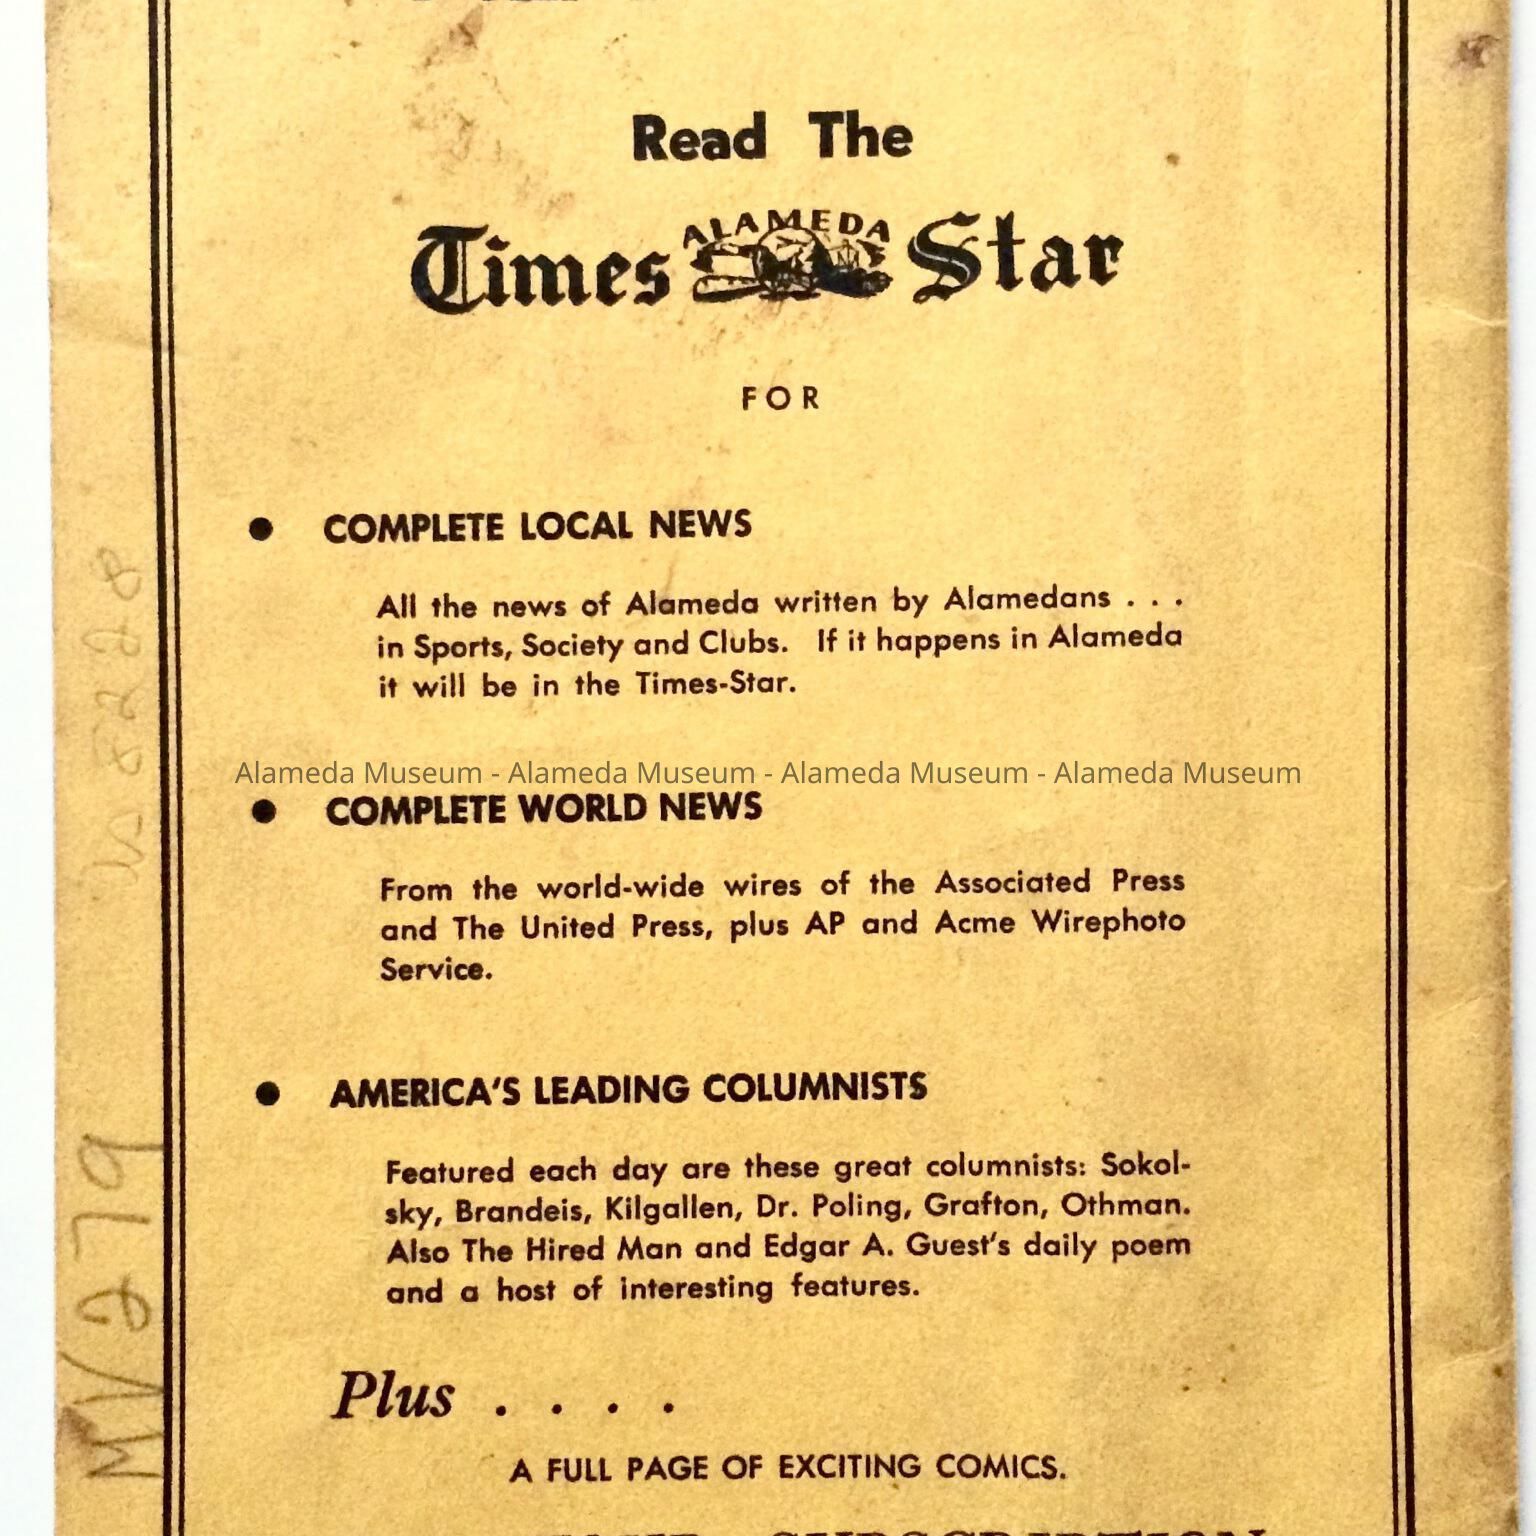 Read The
Times ALAMEDA Star
FOR
● COMPLETE LOCAL NEWS
All the news of Alameda written by Alamedans . . .
in Sports, Society and Clubs. If it happens in Alameda
it will be in the Times-Star.
Alameda Museum - Alameda Museum - Alameda Museum - Alameda Museum
● COMPLETE WORLD NEWS
From the world-wide wires of the Associated Press
and The United Press, plus AP and Acme Wirephoto
Service.
● AMERICA'S LEADING COLUMNISTS
Featured each day are these great columnists: Sokol-
sky, Brandeis, Kilgallen, Dr. Poling, Grafton, Othman.
Also The Hired Man and Edgar A. Guest's daily poem
and a host of interesting features.
Plus . . . .
A FULL PAGE OF EXCITING COMICS.
SUBSCRIPTION
MV 279